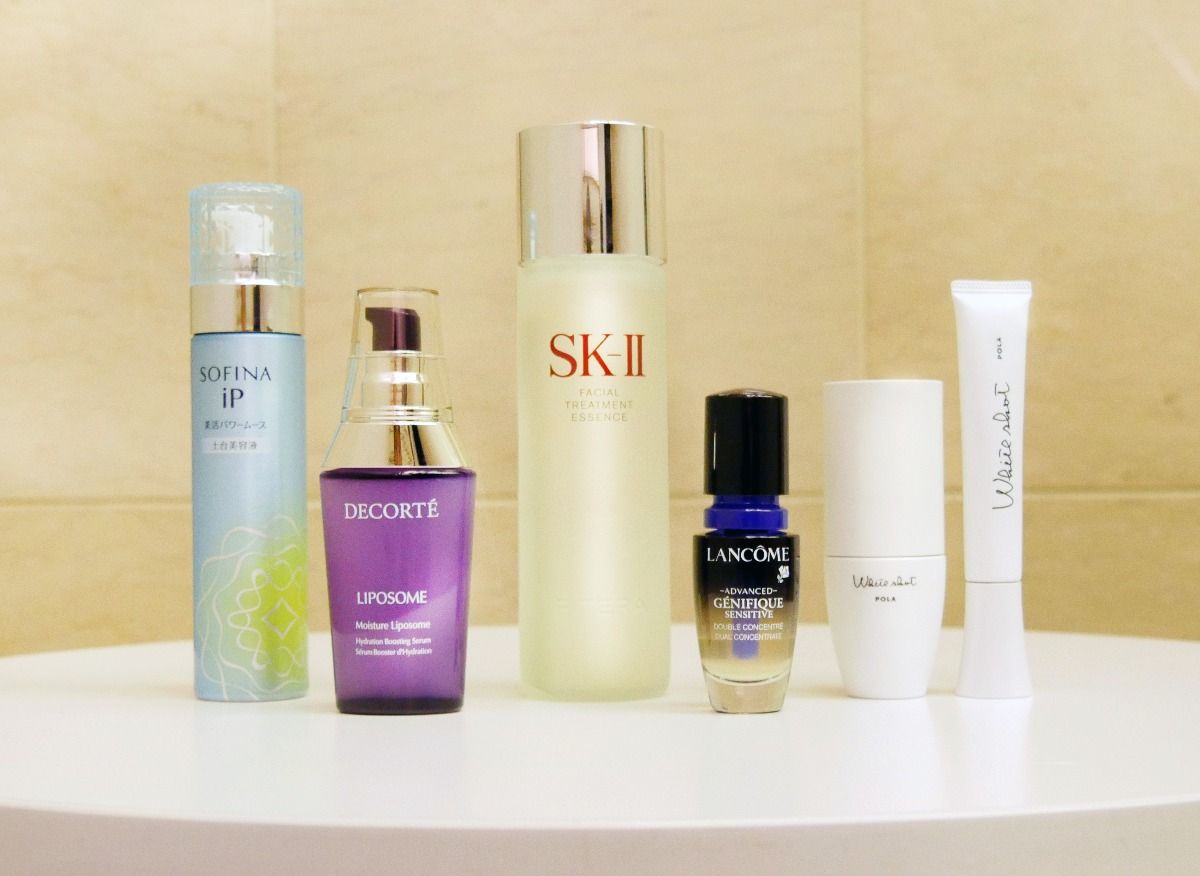 SOFINA
iP
美活パワームース
土台美容液
DECORTÉ
LIPOSOME
Moisture Liposome
Hydration Boosting Serum
Sérum Booster d'Hydration
SK-II
FACIAL
TREATMENT
ESSENCE
LANCÔME
-ADVANCED-
GÉNIFIQUE
SENSITIVE
DOUBLE CONCENTRÉ
DUAL CONCENTRATE
White shot
POLA
White shot
POLA